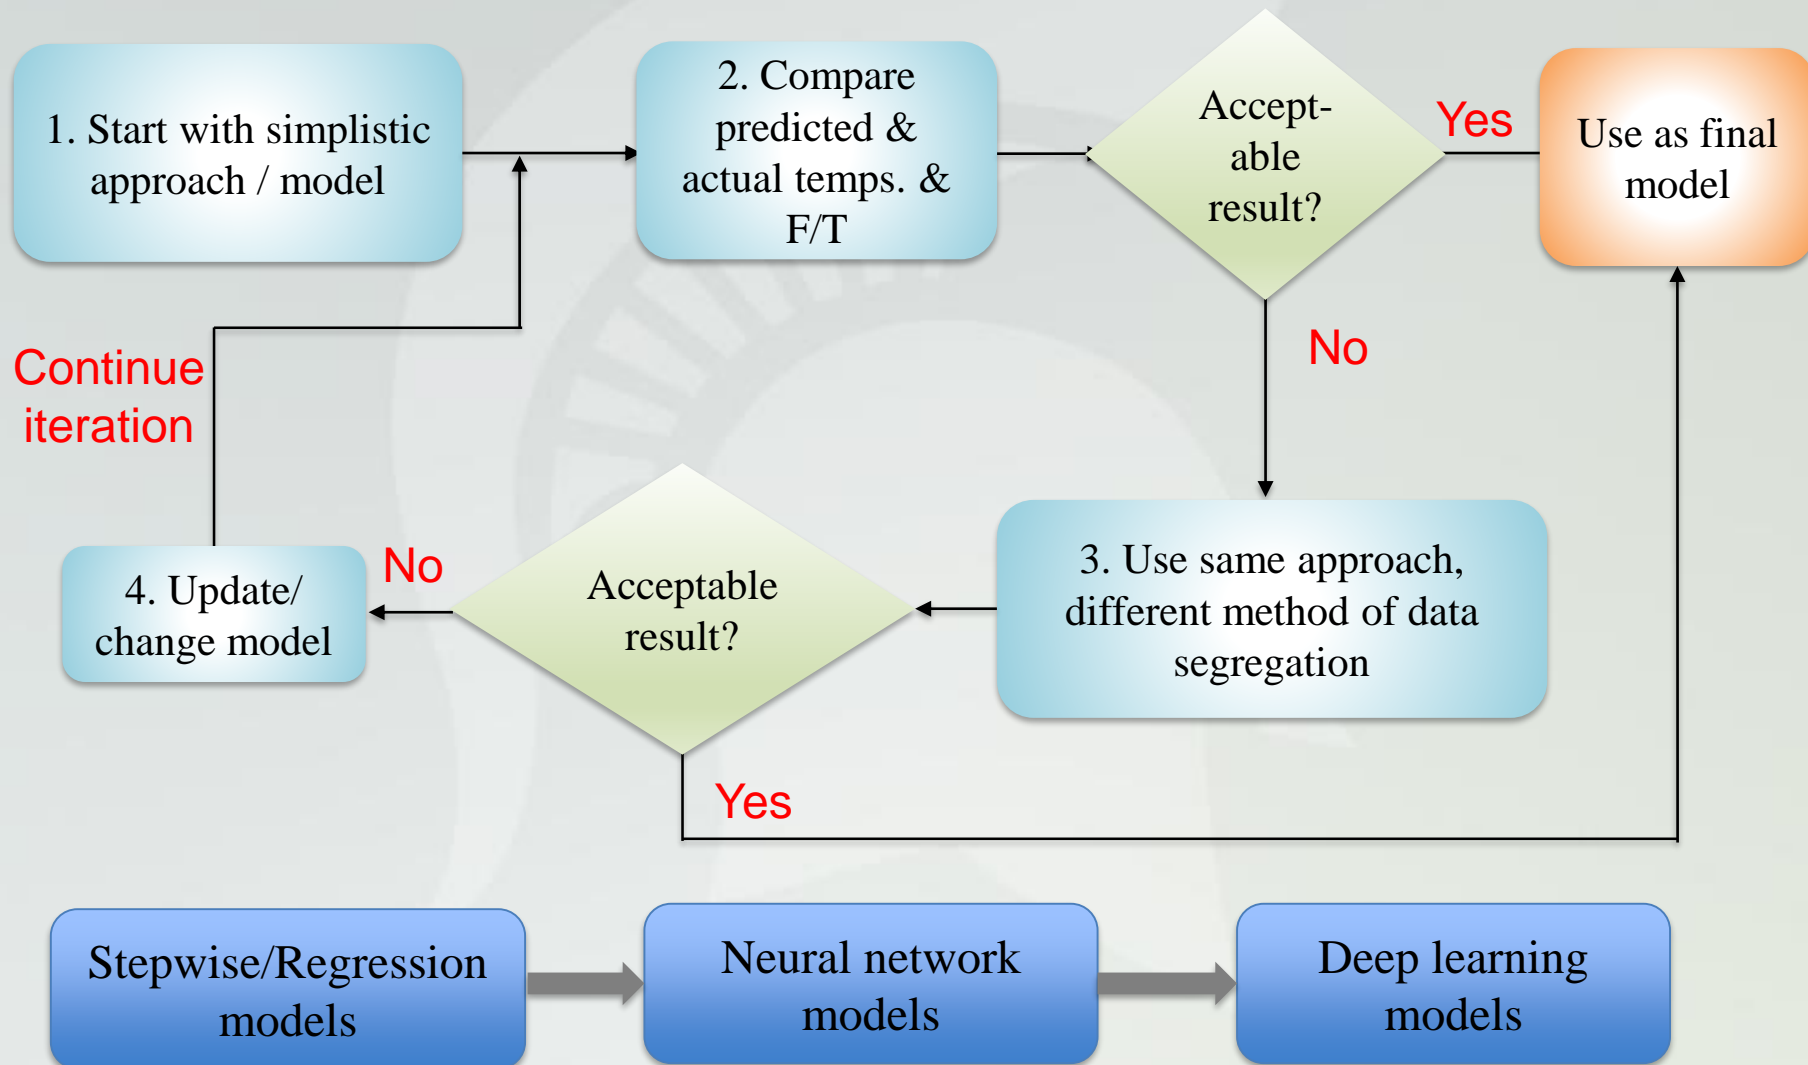 1. Start with simplistic
approach / model
2. Compare
predicted &
actual temps. &
F/T
Accept-
able
result?
Yes
Use as final
model
No
Continue
iteration
3. Use same approach,
different method of data
segregation
Acceptable
result?
No
4. Update/
change model
Yes
Stepwise/Regression
models
Neural network
models
Deep learning
models